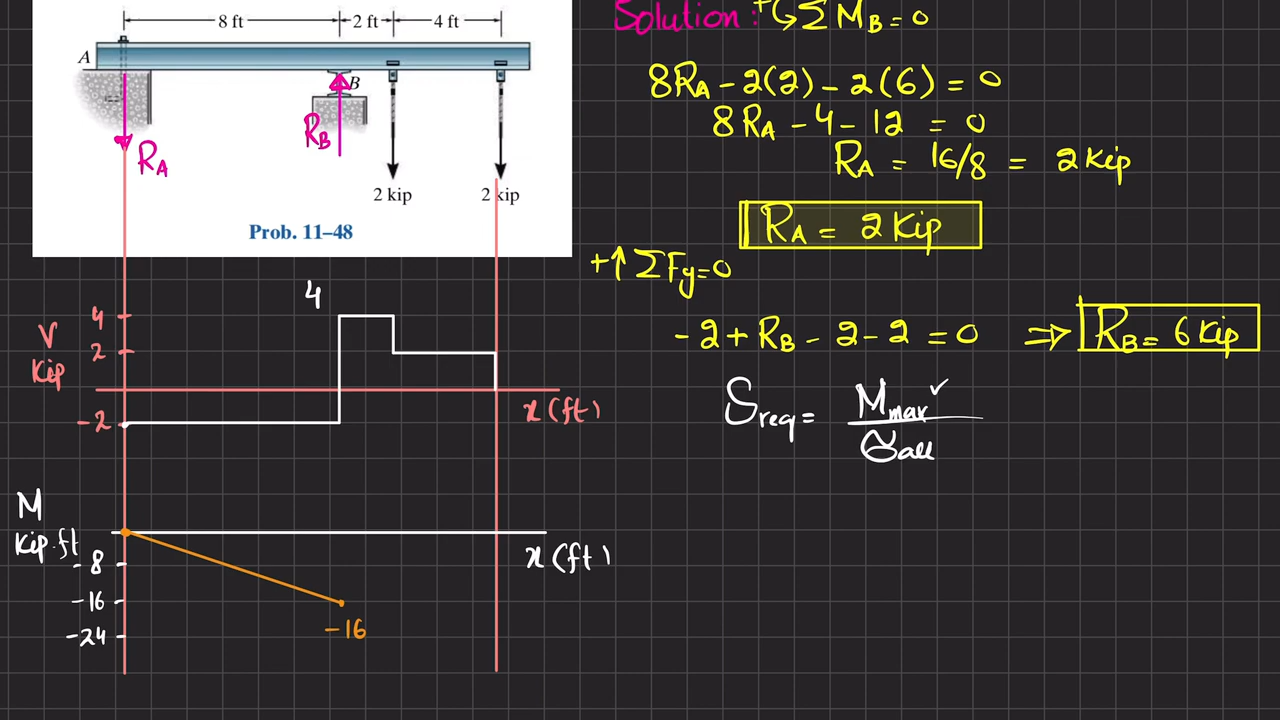 8 ft 2 ft 4 ft
A
B
R_A
R_B
2 kip 2 kip
Prob. 11–48
Solution: +↶ ΣM_B = 0
8R_A - 2(2) - 2(6) = 0
8R_A - 4 - 12 = 0
R_A = 16/8 = 2 kip
R_A = 2 kip
+↑ ΣFy = 0
-2 + R_B - 2 - 2 = 0 ⇒ R_B = 6 kip
S_req = M_max ✓ / σ_all
V
kip
4
4
2
-2
x (ft)
M
kip.ft
-8
-16
-24
x (ft)
-16